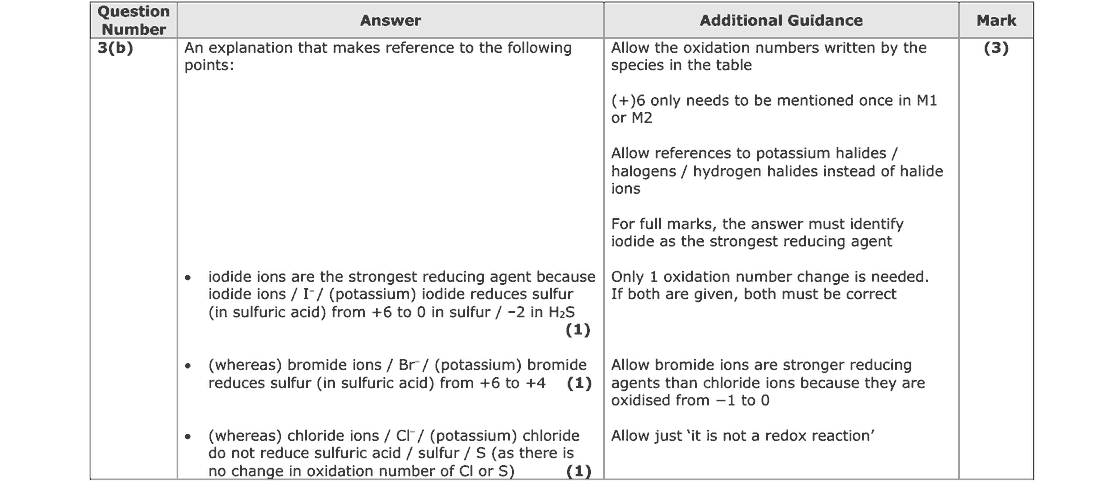 Question Number
Answer
Additional Guidance
Mark
3(b)
An explanation that makes reference to the following
points:
Allow the oxidation numbers written by the
species in the table
(3)
(+)6 only needs to be mentioned once in M1
or M2
Allow references to potassium halides /
halogens / hydrogen halides instead of halide
ions
For full marks, the answer must identify
iodide as the strongest reducing agent
• iodide ions are the strongest reducing agent because
iodide ions / I⁻/ (potassium) iodide reduces sulfur
(in sulfuric acid) from +6 to 0 in sulfur / –2 in H₂S
(1)
Only 1 oxidation number change is needed.
If both are given, both must be correct
• (whereas) bromide ions / Br⁻/ (potassium) bromide
reduces sulfur (in sulfuric acid) from +6 to +4 (1)
Allow bromide ions are stronger reducing
agents than chloride ions because they are
oxidised from −1 to 0
• (whereas) chloride ions / Cl⁻/ (potassium) chloride
do not reduce sulfuric acid / sulfur / S (as there is
no change in oxidation number of Cl or S) (1)
Allow just ‘it is not a redox reaction’